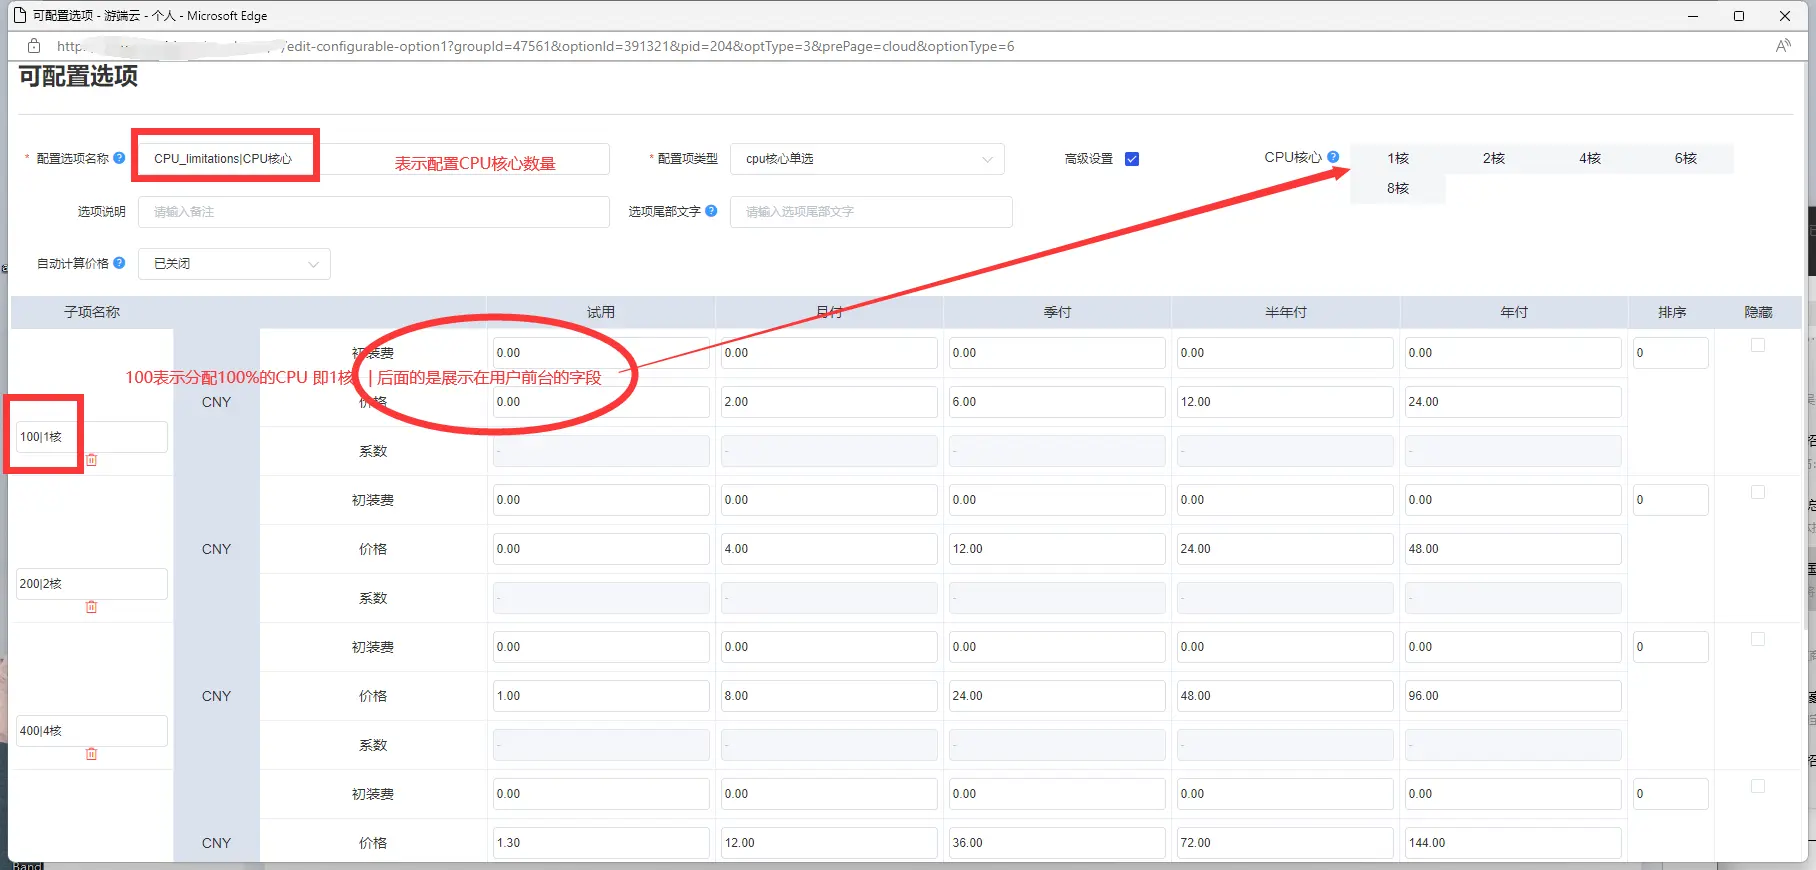 可配置选项 - 游端云 - 个人 - Microsoft Edge
http
/edit-configurable-option1?groupId=47561&optionId=391321&pid=204&optType=3&prePage=cloud&optionType=6
可配置选项
* 配置选项名称 ? CPU_limitations|CPU核心 表示配置CPU核心数量 * 配置项类型 cpu核心单选 高级设置 CPU核心 ? 1核 2核 4核 6核
8核
选项说明 请输入备注 选项尾部文字 ? 请输入选项尾部文字
自动计算价格 ? 已关闭
子项名称 试用 月付 季付 半年付 年付 排序 隐藏
初装费 0.00 0.00 0.00 0.00 0.00 0
100表示分配100%的CPU 即1核 | 后面的是展示在用户前台的字段
CNY 价格 0.00 2.00 6.00 12.00 24.00
100|1核
系数 - - - - -
初装费 0.00 0.00 0.00 0.00 0.00 0
CNY 价格 0.00 4.00 12.00 24.00 48.00
200|2核
系数 - - - - -
初装费 0.00 0.00 0.00 0.00 0.00 0
CNY 价格 1.00 8.00 24.00 48.00 96.00
400|4核
系数 - - - - -
初装费 0.00 0.00 0.00 0.00 0.00 0
CNY 价格 1.30 12.00 36.00 72.00 144.00